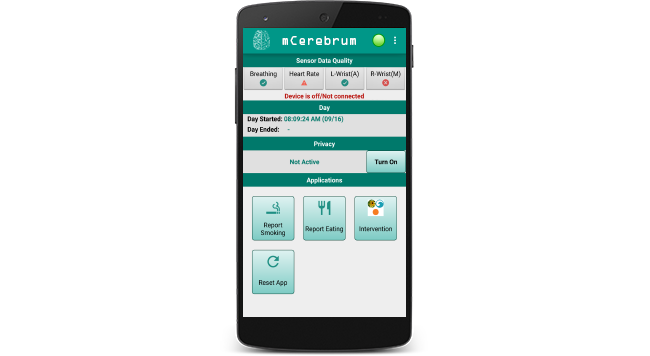 mCerebrum
Sensor Data Quality
Breathing Heart Rate L-Wrist(A) R-Wrist(M)
Device is off/Not connected
Day
Day Started: 08:09:24 AM (09/16)
Day Ended: -
Privacy
Not Active Turn On
Applications
Report
Smoking
Report Eating
Intervention
Reset App